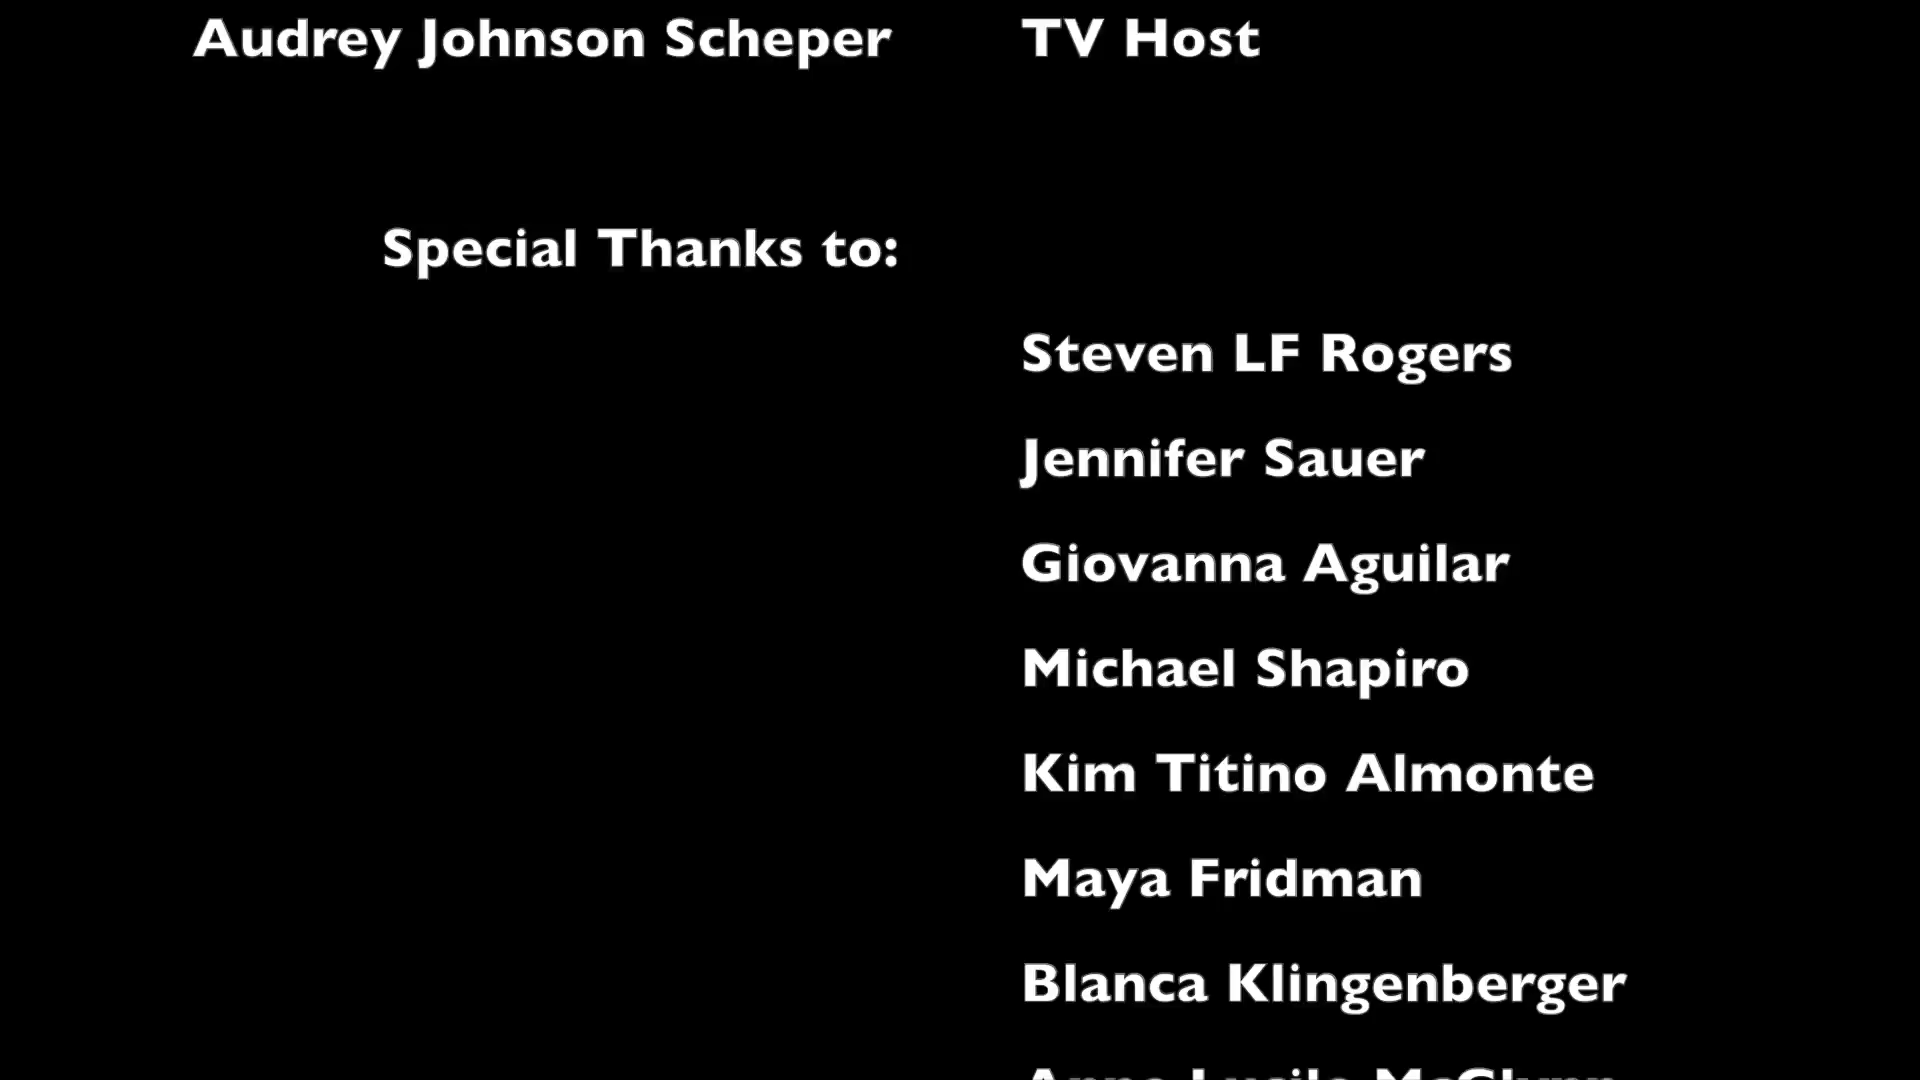 Audrey Johnson Scheper TV Host
Special Thanks to:
Steven LF Rogers
Jennifer Sauer
Giovanna Aguilar
Michael Shapiro
Kim Titino Almonte
Maya Fridman
Blanca Klingenberger